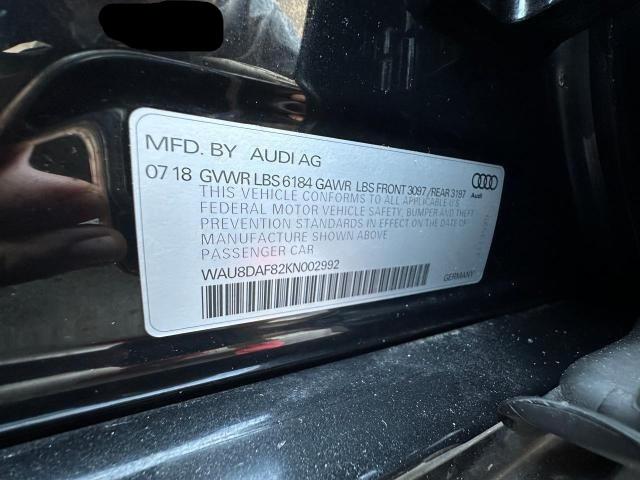 MFD. BY AUDI AG
07 18 GVWR LBS 6184 GAWR LBS FRONT 3097/REAR 3197
THIS VEHICLE CONFORMS TO ALL APPLICABLE U.S
FEDERAL MOTOR VEHICLE SAFETY, BUMPER AND THEFT
PREVENTION STANDARDS IN EFFECT ON THE DATE OF
MANUFACTURE SHOWN ABOVE
PASSENGER CAR
WAU8DAF82KN002992
Audi
GERMANY